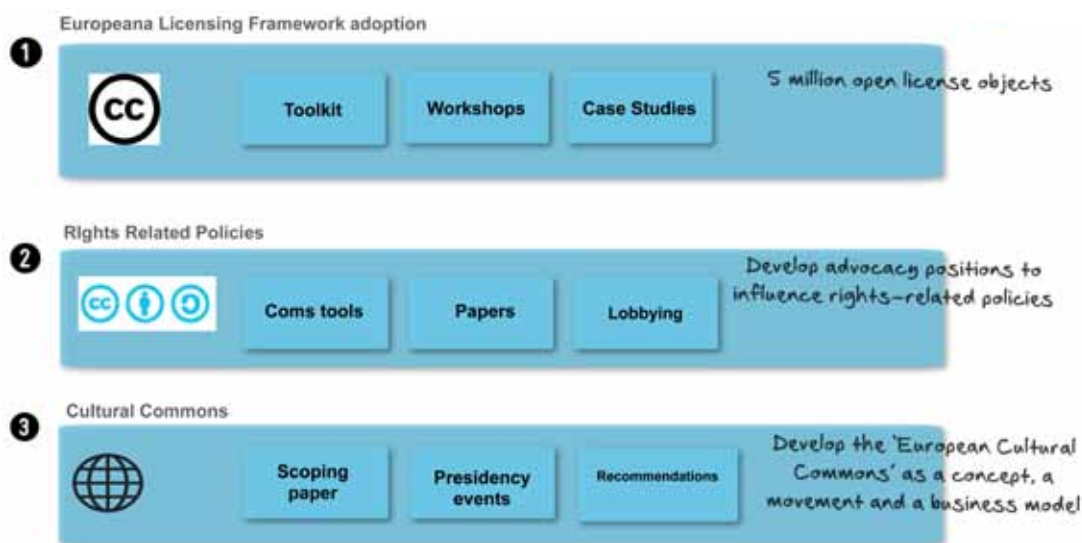 Europeana Licensing Framework adoption
1
cc
Toolkit
Workshops
Case Studies
5 million open license objects
RIghts Related Policies
2
cc
Coms tools
Papers
Lobbying
Develop advocacy positions to
influence rights-related policies
Cultural Commons
3
Scoping
paper
Presidency
events
Recommendations
Develop the 'European Cultural
Commons' as a concept, a
movement and a business model